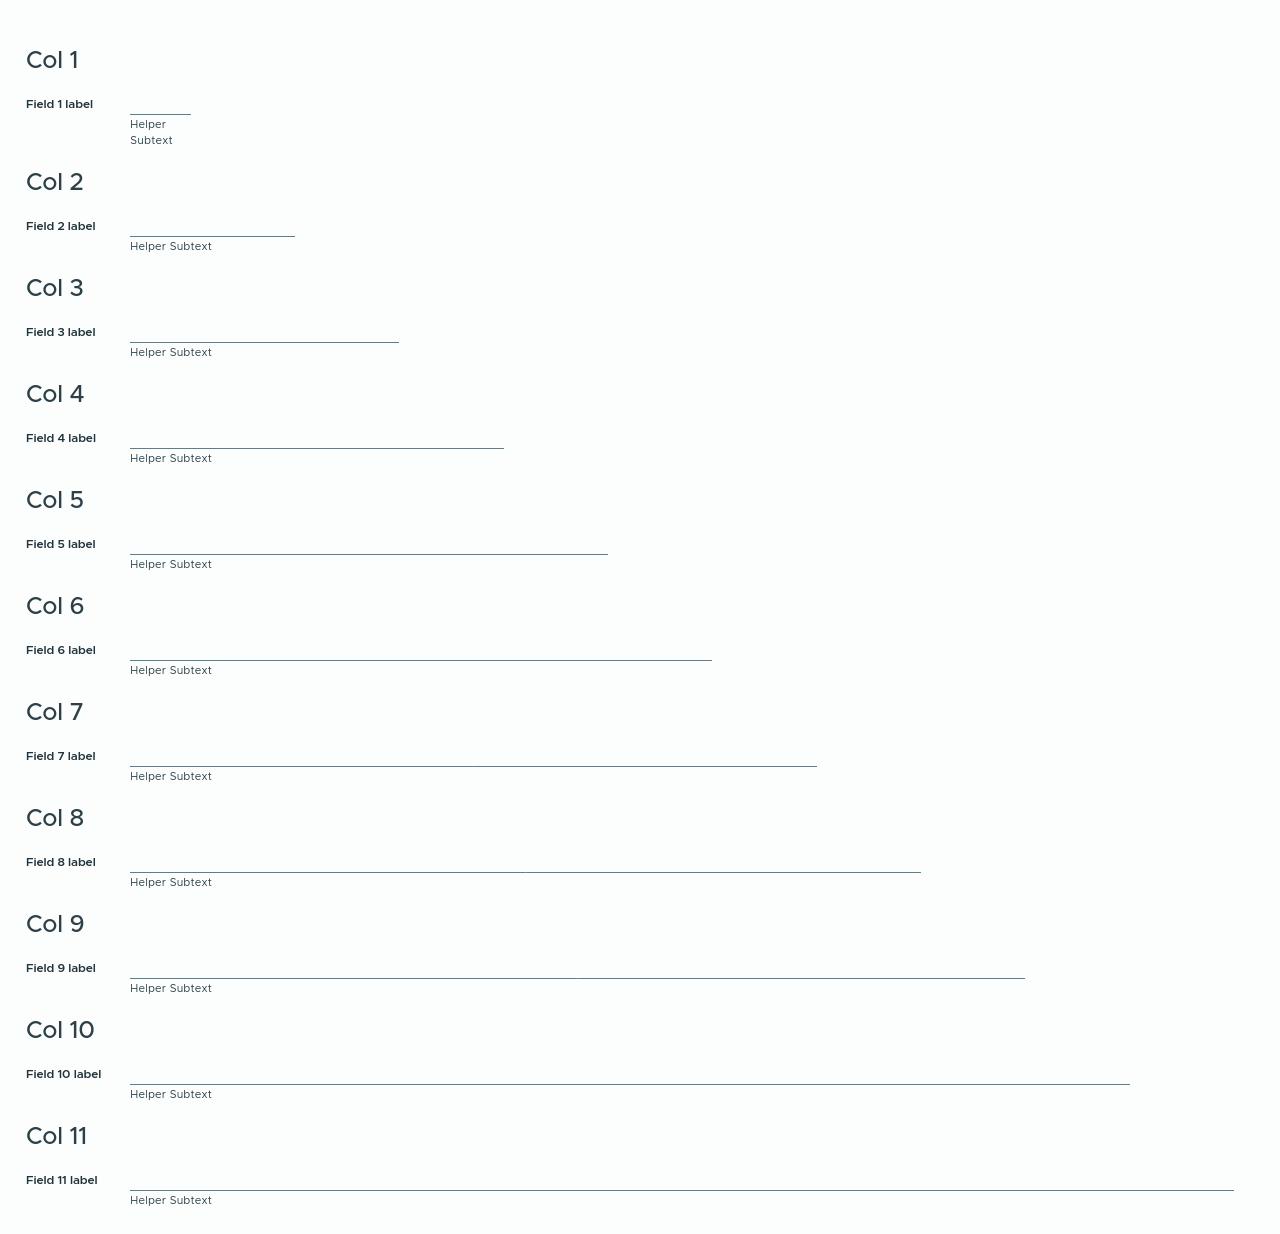 Col 1
Field 1 label
Helper
Subtext
Col 2
Field 2 label
Helper Subtext
Col 3
Field 3 label
Helper Subtext
Col 4
Field 4 label
Helper Subtext
Col 5
Field 5 label
Helper Subtext
Col 6
Field 6 label
Helper Subtext
Col 7
Field 7 label
Helper Subtext
Col 8
Field 8 label
Helper Subtext
Col 9
Field 9 label
Helper Subtext
Col 10
Field 10 label
Helper Subtext
Col 11
Field 11 label
Helper Subtext